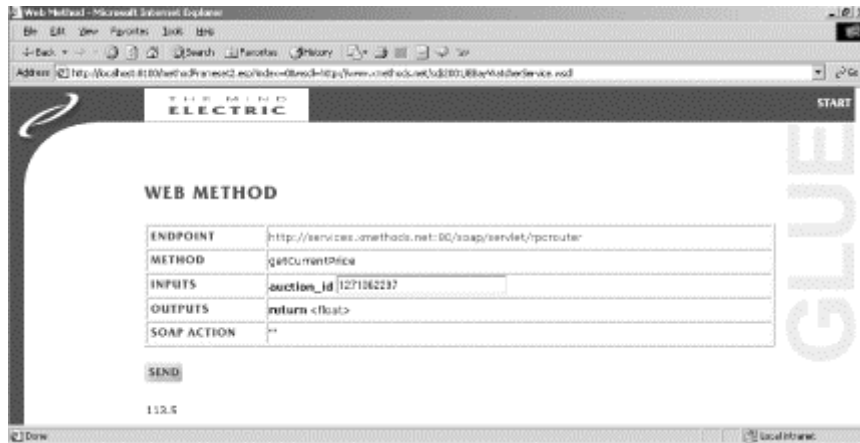 Web Method - Microsoft Internet Explorer
File Edit View Favorites Tools Help
Back Search Favorites History
Address
Go
THE MIND
ELECTRIC
START
GLUE
WEB METHOD
ENDPOINT http://services.xmethods.net:80/soap/servlet/rpcrouter
METHOD getCurrentPrice
INPUTS auction_id
OUTPUTS return <float>
SOAP ACTION ""
SEND
113.5
Done Local intranet